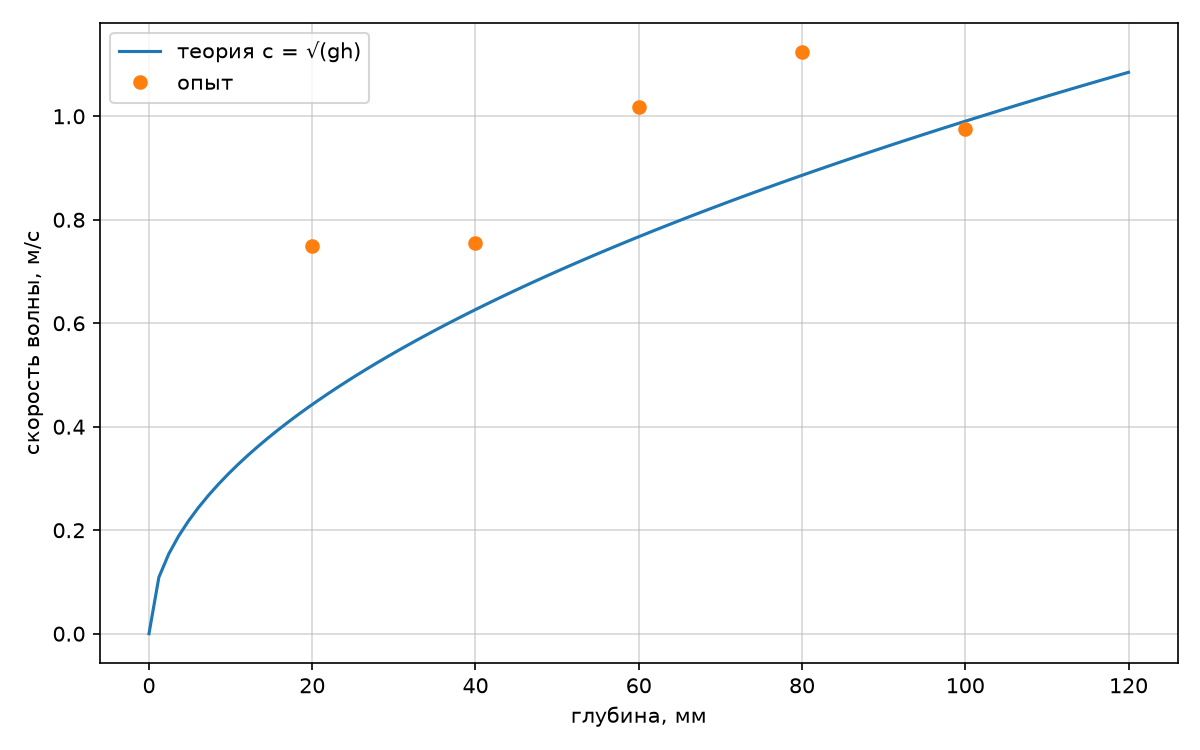 теория c = √(gh)
опыт
скорость волны, м/с
1.0
0.8
0.6
0.4
0.2
0.0
0 20 40 60 80 100 120
глубина, мм